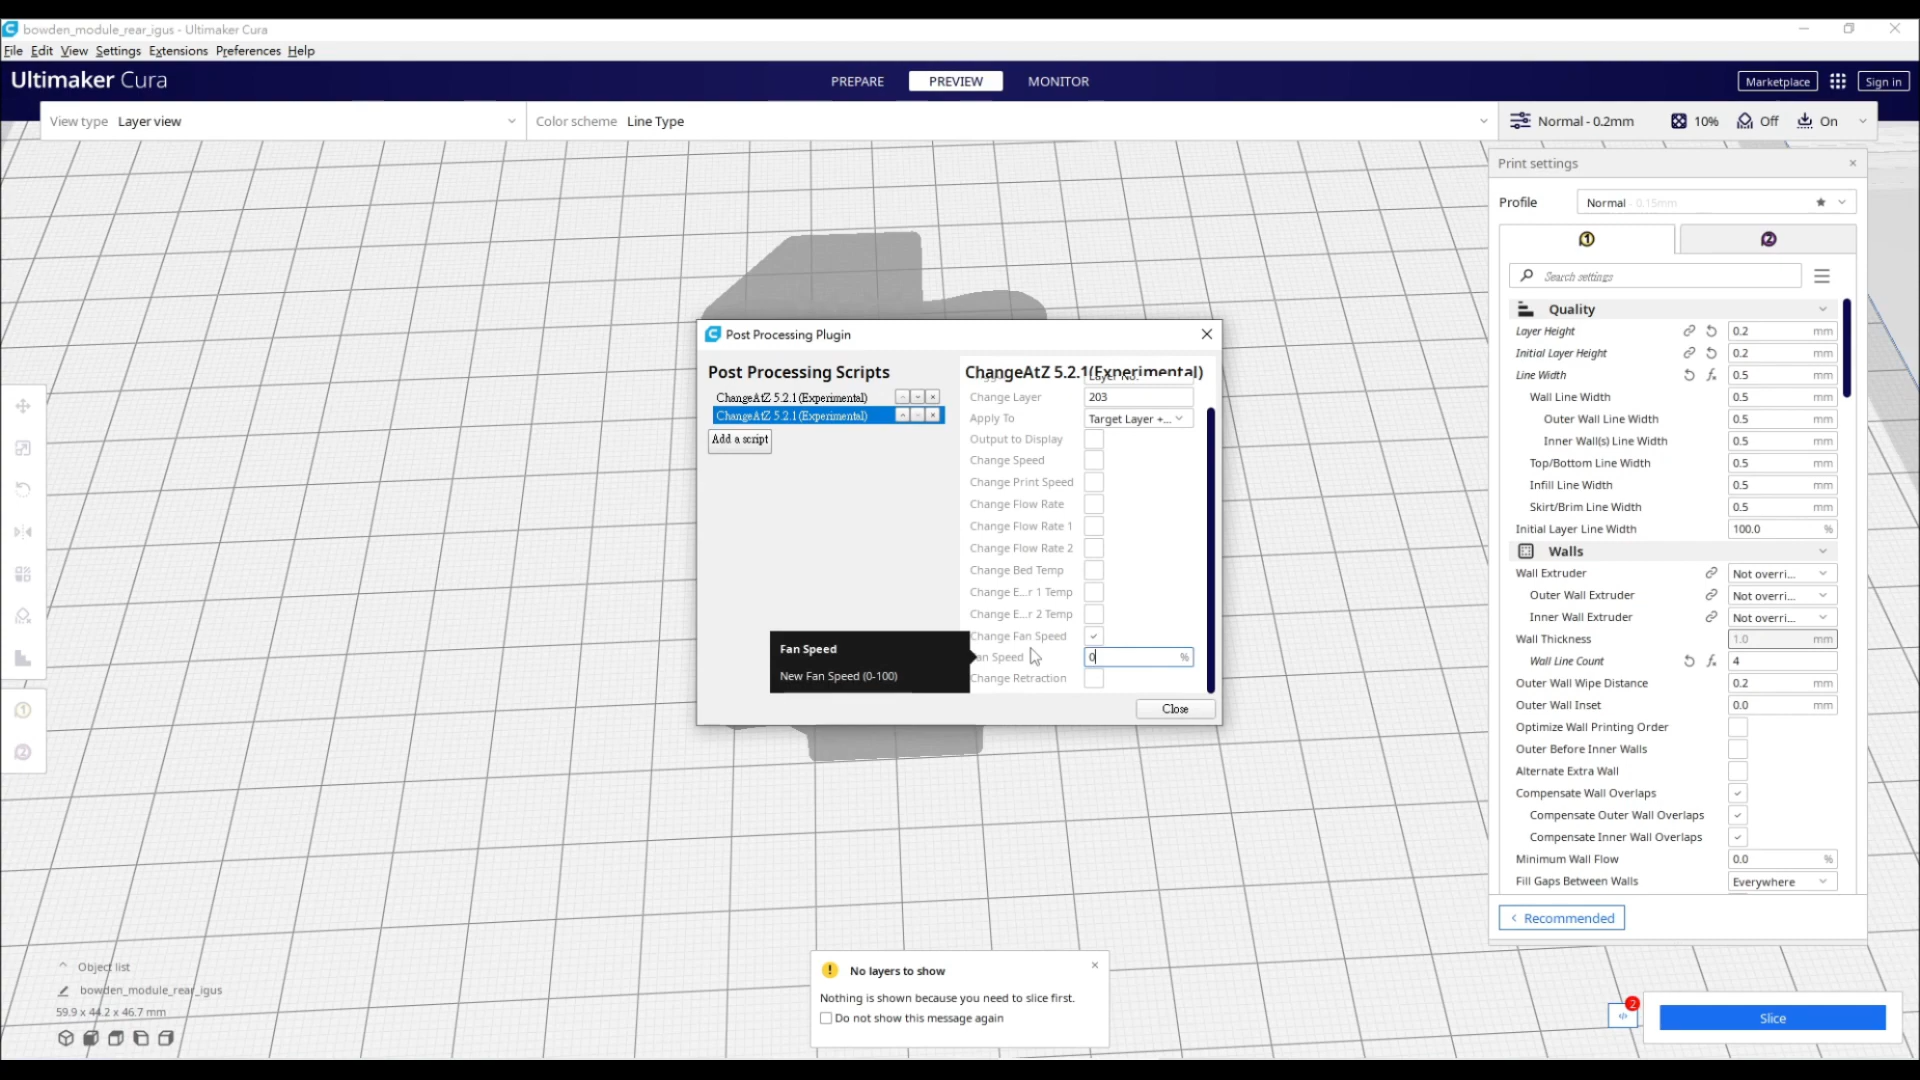 bowden_module_rear_igus - Ultimaker Cura
File Edit View Settings Extensions Preferences Help
Ultimaker Cura
PREPARE PREVIEW MONITOR
Marketplace Sign in
View type Layer view
Color scheme Line Type
Normal - 0.2mm 10% Off On
Print settings
Profile Normal - 0.15mm
1 2
Search settings
Quality
Layer Height 0.2 mm
Initial Layer Height 0.2 mm
Line Width 0.5 mm
Wall Line Width 0.5 mm
Outer Wall Line Width 0.5 mm
Inner Wall(s) Line Width 0.5 mm
Top/Bottom Line Width 0.5 mm
Infill Line Width 0.5 mm
Skirt/Brim Line Width 0.5 mm
Initial Layer Line Width 100.0 %
Walls
Wall Extruder Not overri...
Outer Wall Extruder Not overri...
Inner Wall Extruder Not overri...
Wall Thickness 1.0 mm
Wall Line Count 4
Outer Wall Wipe Distance 0.2 mm
Outer Wall Inset 0.0 mm
Optimize Wall Printing Order
Outer Before Inner Walls
Alternate Extra Wall
Compensate Wall Overlaps
Compensate Outer Wall Overlaps
Compensate Inner Wall Overlaps
Minimum Wall Flow 0.0 %
Fill Gaps Between Walls Everywhere
Recommended
Post Processing Plugin
Post Processing Scripts
ChangeAtZ 5.2.1(Experimental)
ChangeAtZ 5.2.1(Experimental)
Add a script
ChangeAtZ 5.2.1(Experimental)
Layer No.
Change Layer 203
Apply To Target Layer +...
Output to Display
Change Speed
Change Print Speed
Change Flow Rate
Change Flow Rate 1
Change Flow Rate 2
Change Bed Temp
Change E...r 1 Temp
Change E...r 2 Temp
Change Fan Speed
an Speed 0 %
Change Retraction
Fan Speed
New Fan Speed (0-100)
Close
Object list
bowden_module_rear_igus
59.9 x 44.2 x 46.7 mm
No layers to show
Nothing is shown because you need to slice first.
Do not show this message again
2
Slice